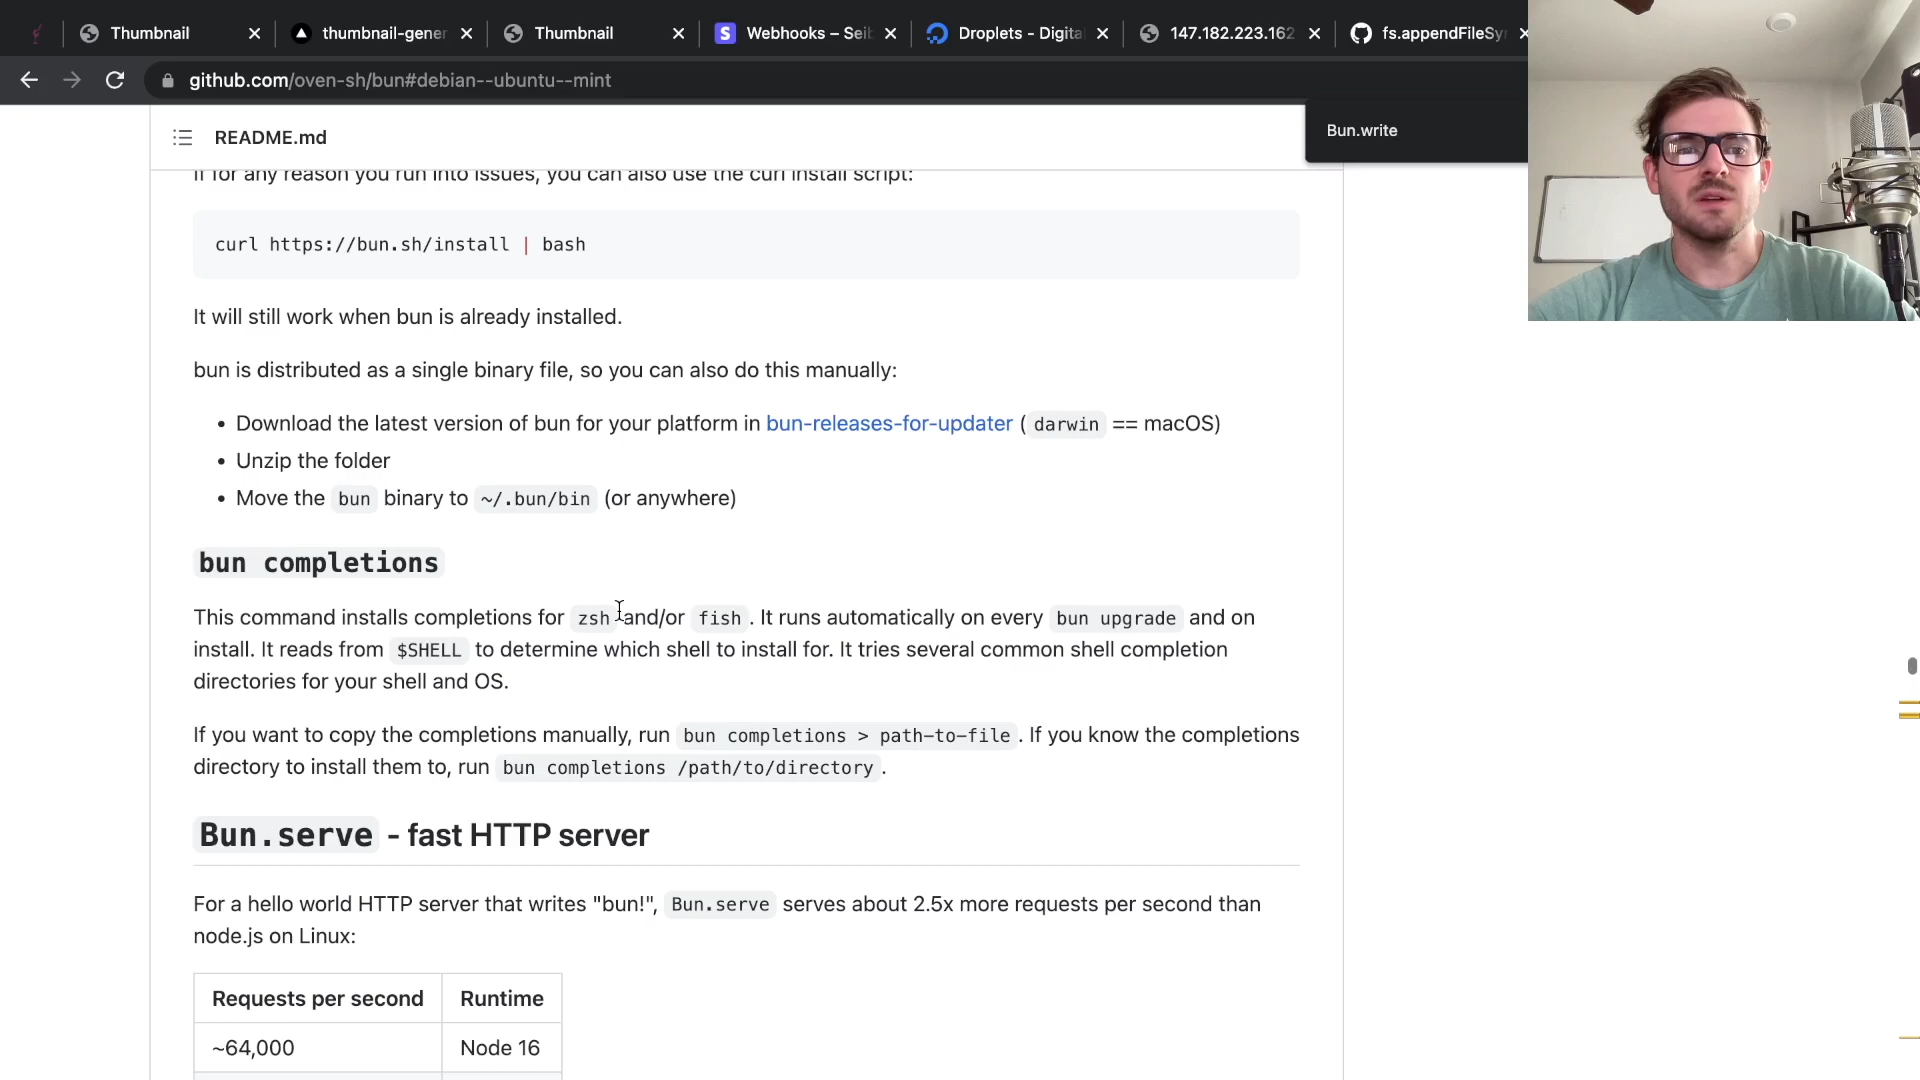 Thumbnail
thumbnail-gener
Thumbnail
Webhooks – Seib
Droplets - Digita
147.182.223.162
fs.appendFileSyn
github.com/oven-sh/bun#debian--ubuntu--mint
Bun.write
README.md
If for any reason you run into issues, you can also use the curl install script:
curl https://bun.sh/install | bash
It will still work when bun is already installed.
bun is distributed as a single binary file, so you can also do this manually:
• Download the latest version of bun for your platform in bun-releases-for-updater ( darwin == macOS)
• Unzip the folder
• Move the bun binary to ~/.bun/bin (or anywhere)
bun completions
This command installs completions for zsh and/or fish . It runs automatically on every bun upgrade and on
install. It reads from $SHELL to determine which shell to install for. It tries several common shell completion
directories for your shell and OS.
If you want to copy the completions manually, run bun completions > path-to-file . If you know the completions
directory to install them to, run bun completions /path/to/directory .
Bun.serve - fast HTTP server
For a hello world HTTP server that writes "bun!", Bun.serve serves about 2.5x more requests per second than
node.js on Linux:
Requests per second Runtime
~64,000 Node 16